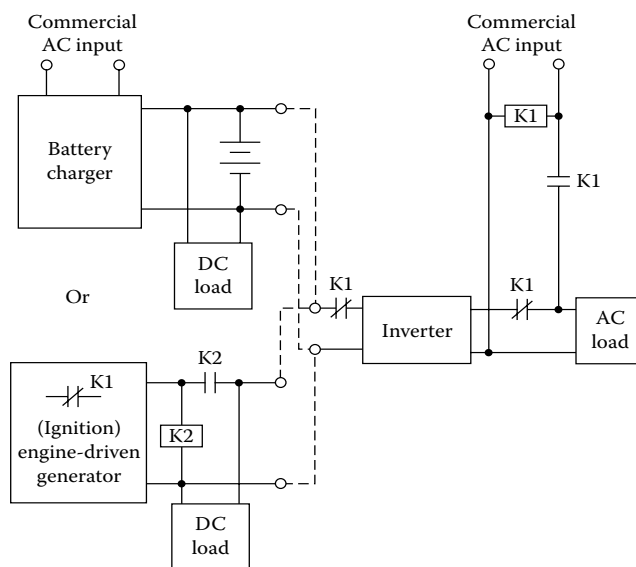 Commercial
AC input
Commercial
AC input
K1
Battery
charger
K1
DC
load
K1
K1
Or
Inverter
AC
load
K2
K1
(Ignition)
engine-driven
generator
K2
DC
load